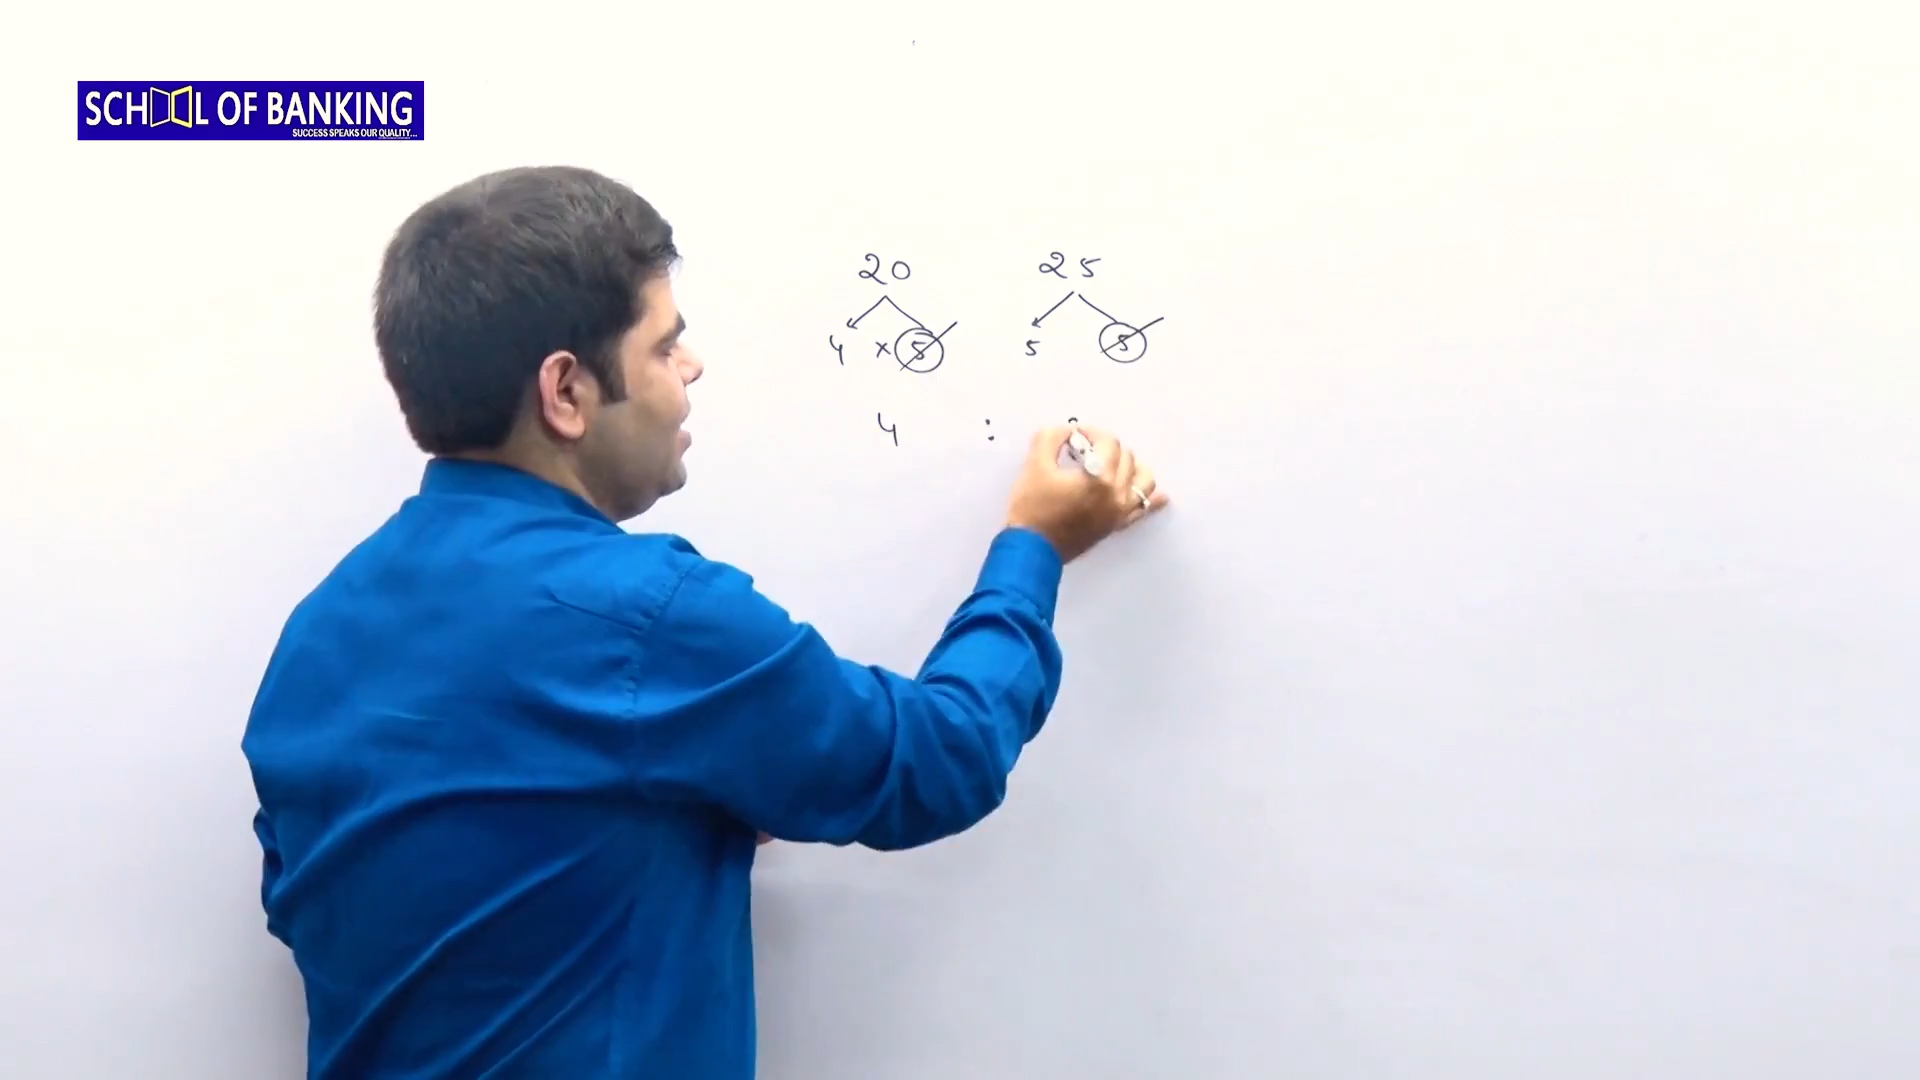 SCHOOL OF BANKING
SUCCESS SPEAKS OUR QUALITY...
20 25
4 × 5 5 5
4 :